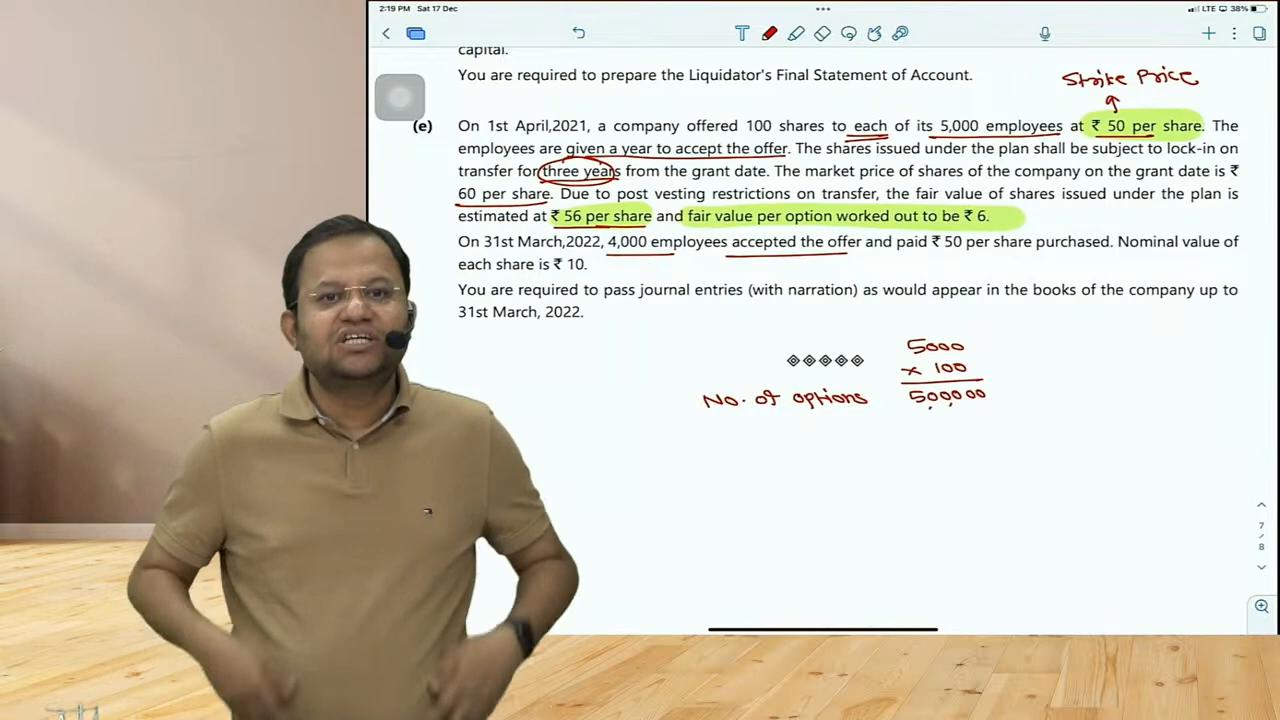 2:19 PM Sat 17 Dec
LTE 38%
capital.
You are required to prepare the Liquidator's Final Statement of Account.
Strike Price
(e) On 1st April,2021, a company offered 100 shares to each of its 5,000 employees at ₹ 50 per share. The
employees are given a year to accept the offer. The shares issued under the plan shall be subject to lock-in on
transfer for three years from the grant date. The market price of shares of the company on the grant date is ₹
60 per share. Due to post vesting restrictions on transfer, the fair value of shares issued under the plan is
estimated at ₹ 56 per share and fair value per option worked out to be ₹ 6.
On 31st March,2022, 4,000 employees accepted the offer and paid ₹ 50 per share purchased. Nominal value of
each share is ₹ 10.
You are required to pass journal entries (with narration) as would appear in the books of the company up to
31st March, 2022.
5000
x 100
No. of options 500000
7
/
8